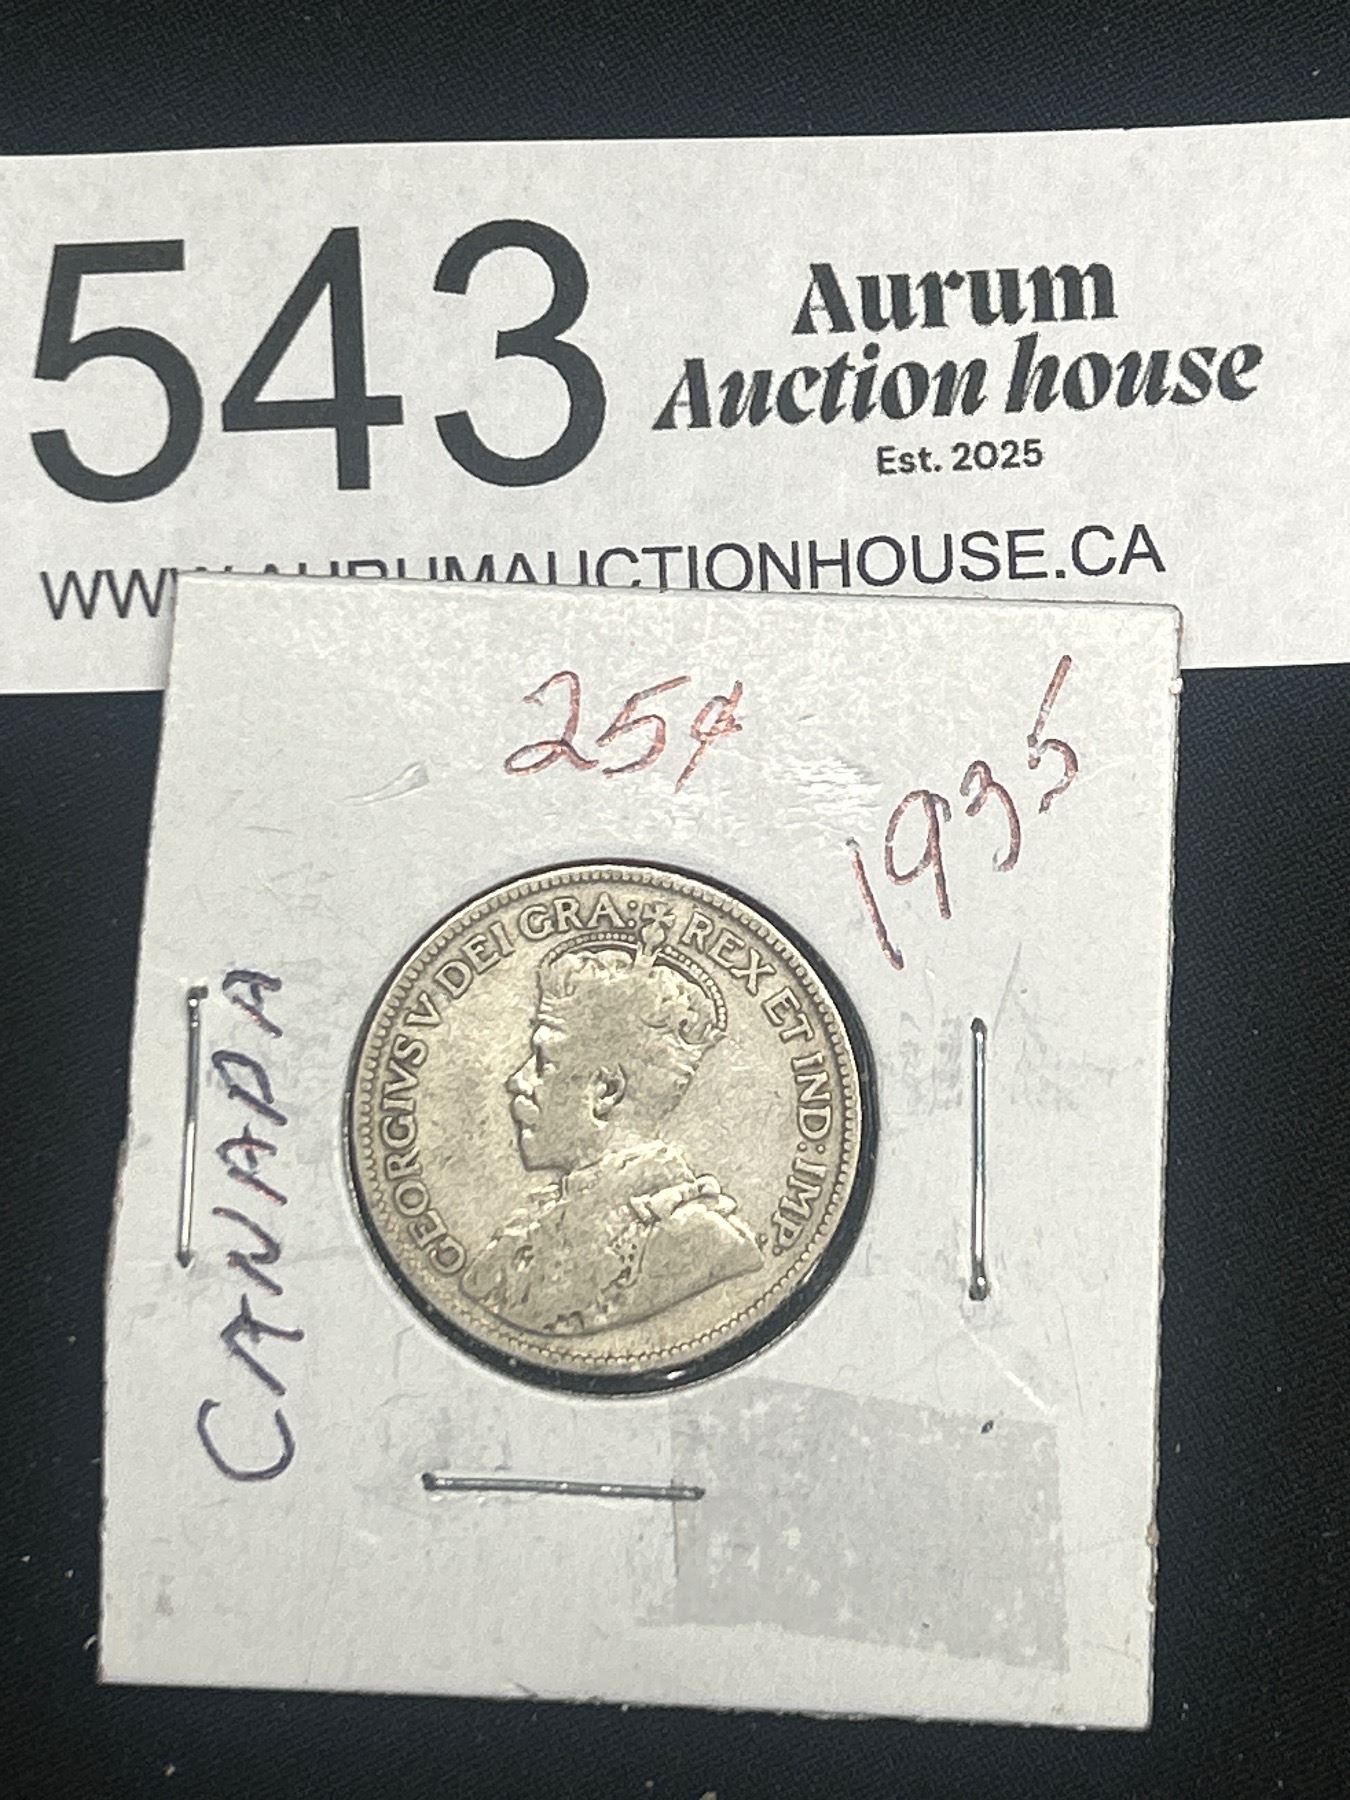 543
Aurum
Auction house
Est. 2025
WWW.AURUMAUCTIONHOUSE.CA
25¢
1935
CANADA
GEORGIVS V DEI GRA: REX ET IND: IMP.